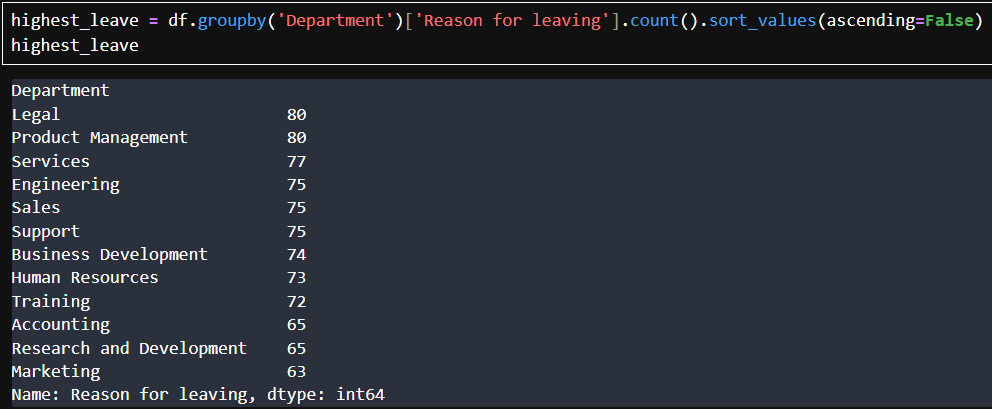 highest_leave = df.groupby('Department')['Reason for leaving'].count().sort_values(ascending=False)
highest_leave
Department
Legal                       80
Product Management          80
Services                    77
Engineering                 75
Sales                       75
Support                     75
Business Development        74
Human Resources             73
Training                    72
Accounting                  65
Research and Development    65
Marketing                   63
Name: Reason for leaving, dtype: int64